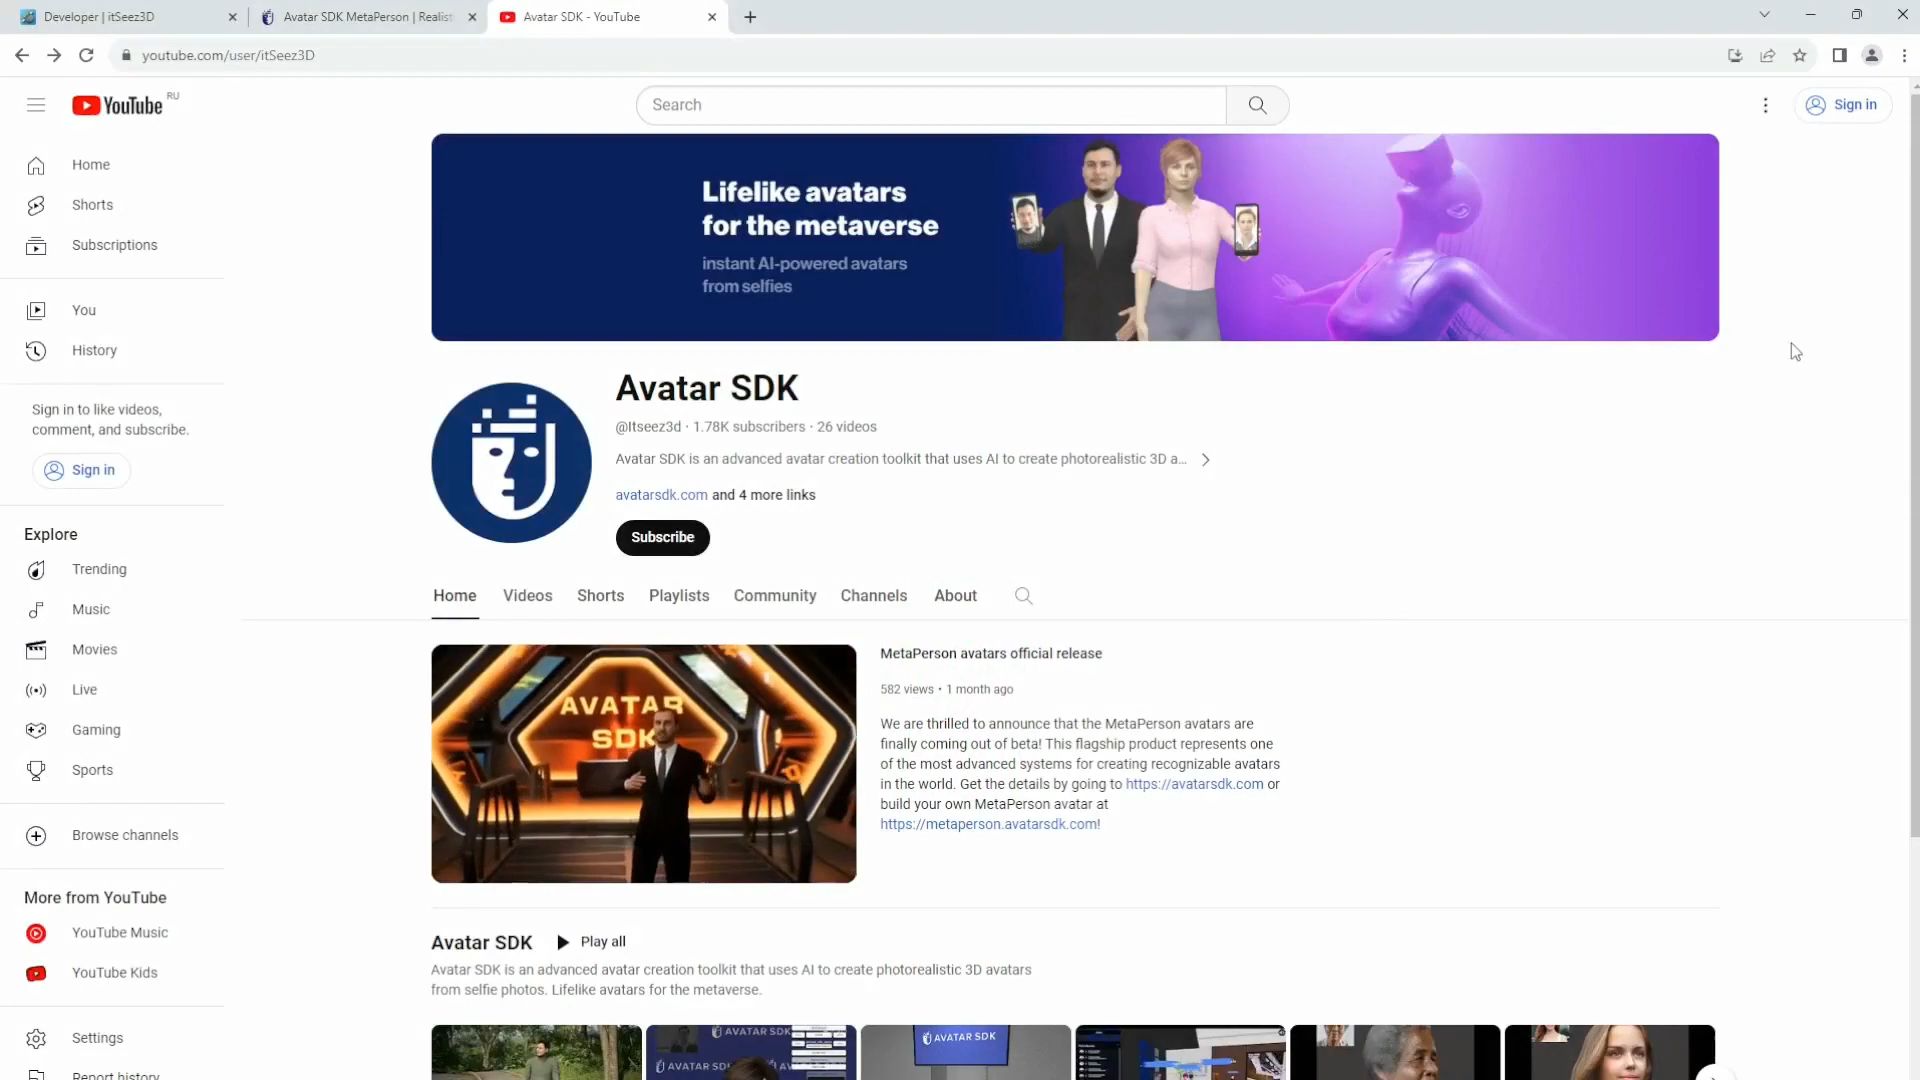 Developer | itSeez3D
Avatar SDK MetaPerson | Realist
Avatar SDK - YouTube
youtube.com/user/itSeez3D
YouTube
RU
Search
Sign in
Home
Shorts
Subscriptions
You
History
Sign in to like videos,
comment, and subscribe.
Sign in
Explore
Trending
Music
Movies
Live
Gaming
Sports
Browse channels
More from YouTube
YouTube Music
YouTube Kids
Settings
Report history
Lifelike avatars
for the metaverse
instant AI-powered avatars
from selfies
Avatar SDK
@Itseez3d · 1.78K subscribers · 26 videos
Avatar SDK is an advanced avatar creation toolkit that uses AI to create photorealistic 3D a...
avatarsdk.com and 4 more links
Subscribe
Home
Videos
Shorts
Playlists
Community
Channels
About
AVATAR
SDK
MetaPerson avatars official release
582 views • 1 month ago
We are thrilled to announce that the MetaPerson avatars are
finally coming out of beta! This flagship product represents one
of the most advanced systems for creating recognizable avatars
in the world. Get the details by going to https://avatarsdk.com or
build your own MetaPerson avatar at
https://metaperson.avatarsdk.com!
Avatar SDK
Play all
Avatar SDK is an advanced avatar creation toolkit that uses AI to create photorealistic 3D avatars
from selfie photos. Lifelike avatars for the metaverse.
AVATAR SDK
AVATAR SD
AVATAR SDK